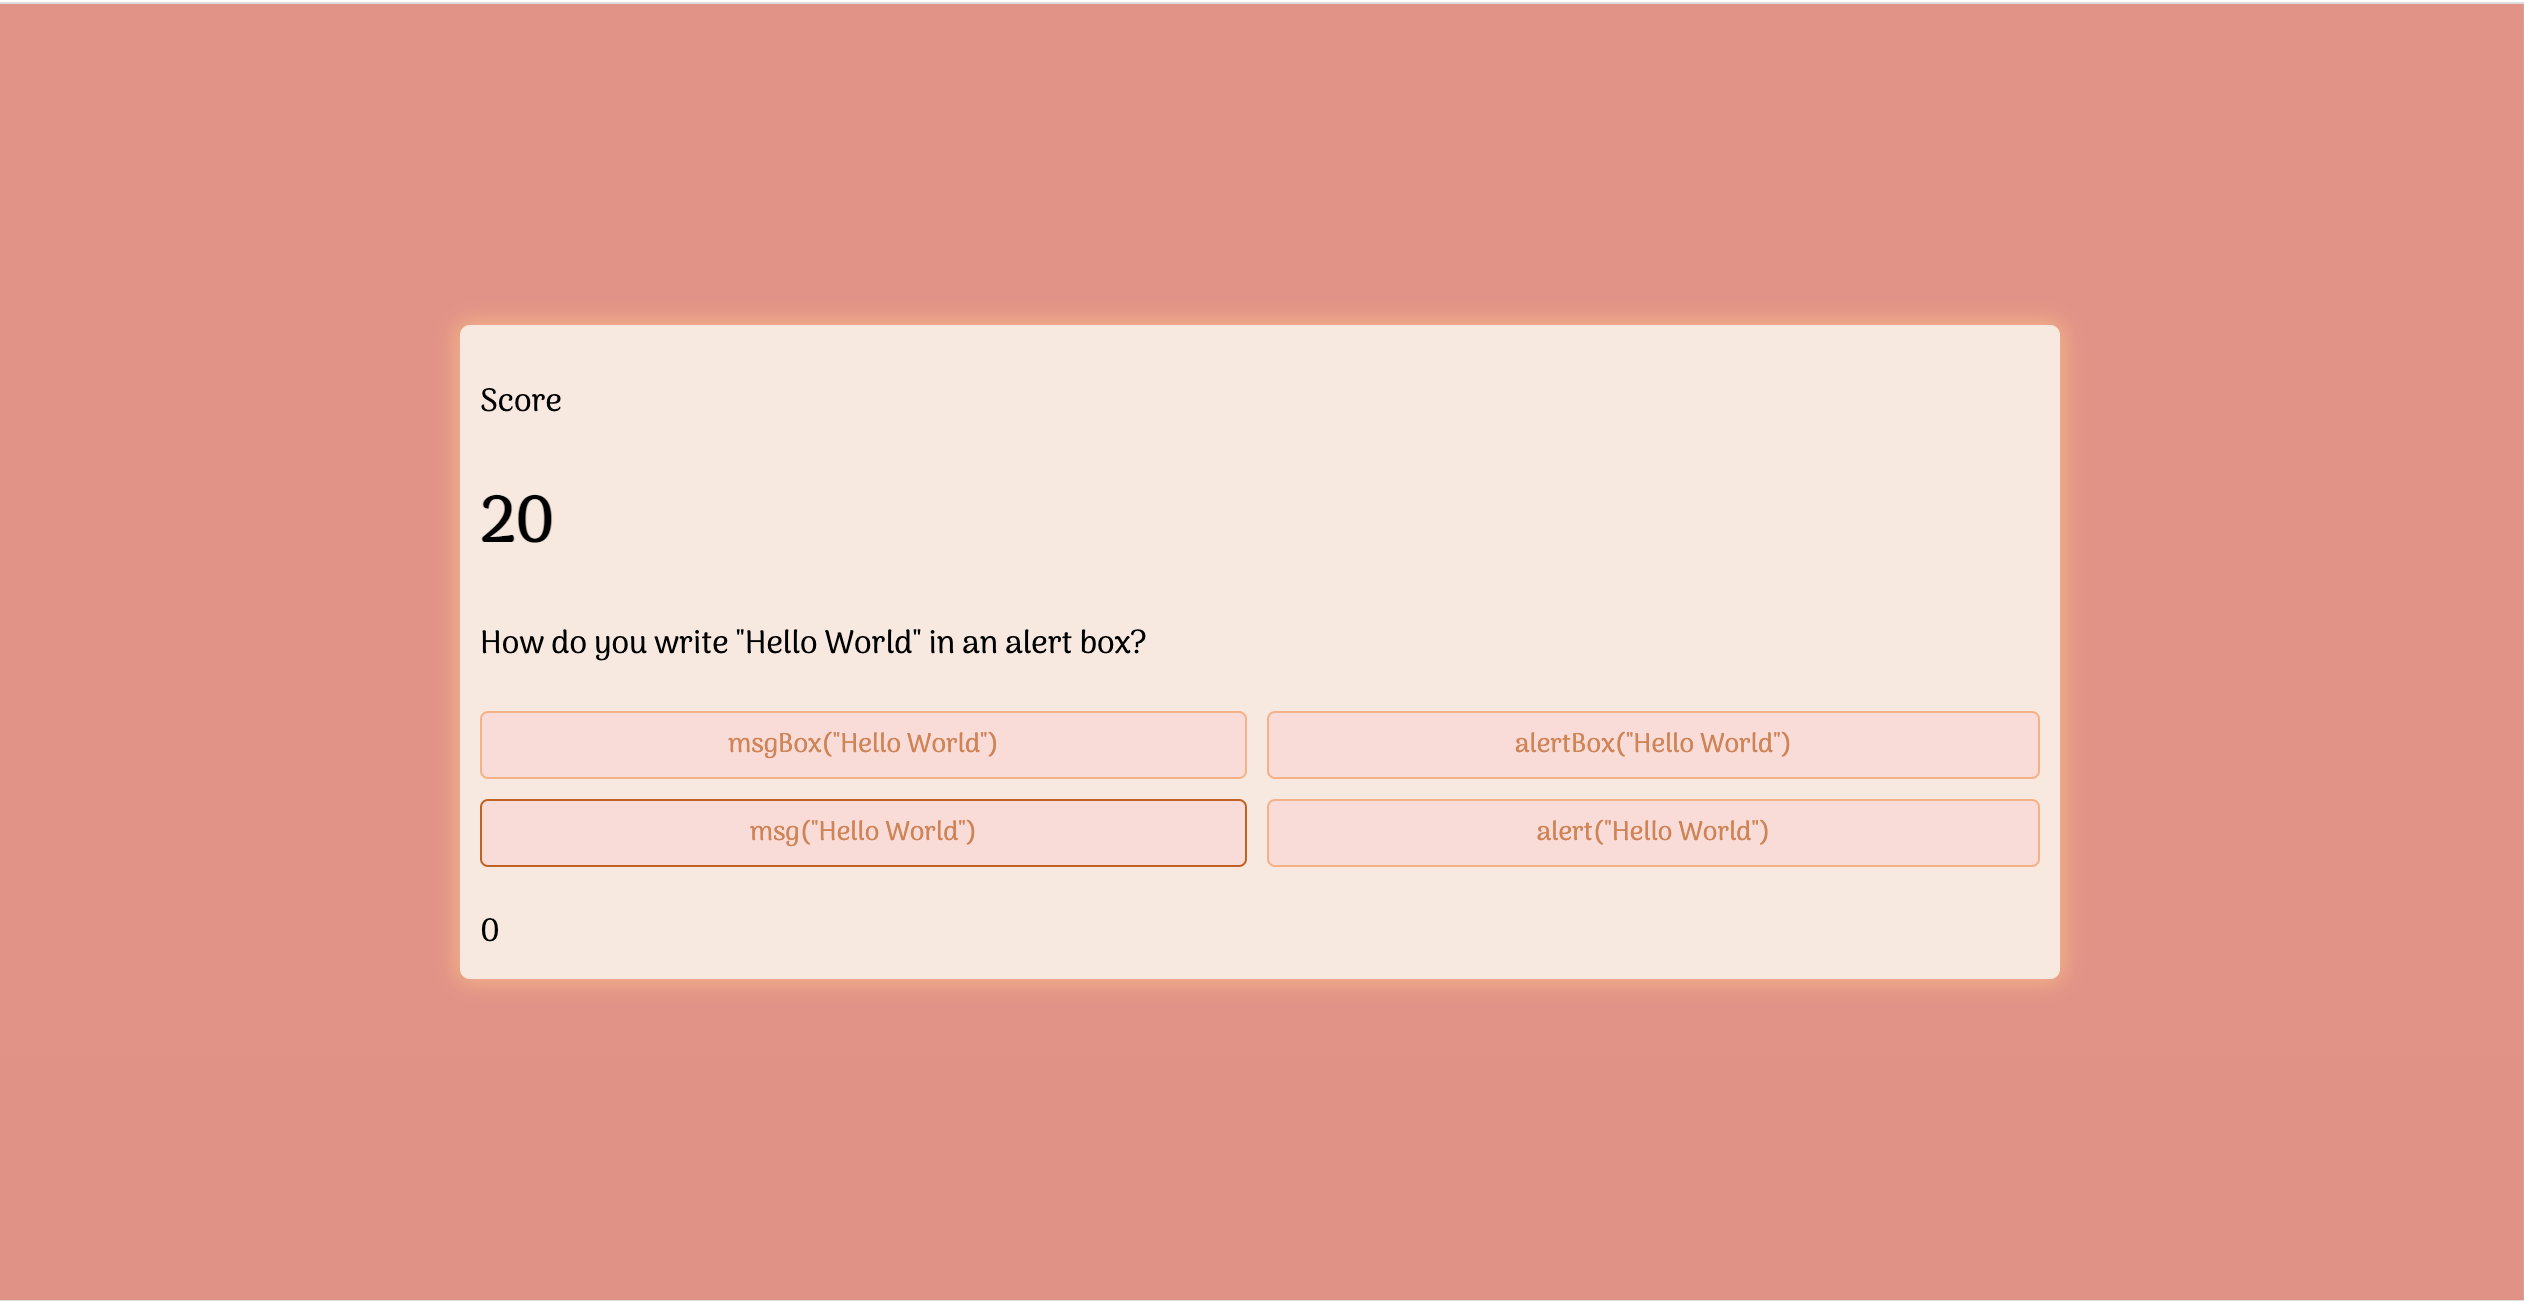 Score
20
How do you write "Hello World" in an alert box?
msgBox("Hello World")
alertBox("Hello World")
msg("Hello World")
alert("Hello World")
0